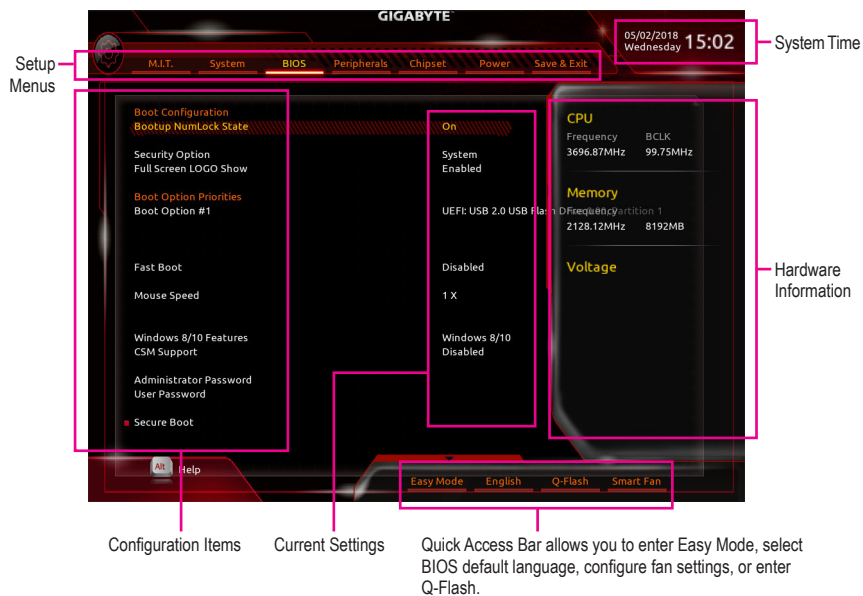 GIGABYTE™
05/02/2018
Wednesday 15:02
System Time
Setup
Menus
M.I.T. System BIOS Peripherals Chipset Power Save & Exit
Boot Configuration
Bootup NumLock State On
Security Option System
Full Screen LOGO Show Enabled
Boot Option Priorities
Boot Option #1 UEFI: USB 2.0 USB Flash Partition 1
Fast Boot Disabled
Mouse Speed 1 X
Windows 8/10 Features Windows 8/10
CSM Support Disabled
Administrator Password
User Password
Secure Boot
CPU
Frequency BCLK
3696.87MHz 99.75MHz
Memory
Frequency
2128.12MHz 8192MB
Voltage
Hardware
Information
Alt Help
Easy Mode English Q-Flash Smart Fan
Configuration Items
Current Settings
Quick Access Bar allows you to enter Easy Mode, select
BIOS default language, configure fan settings, or enter
Q-Flash.